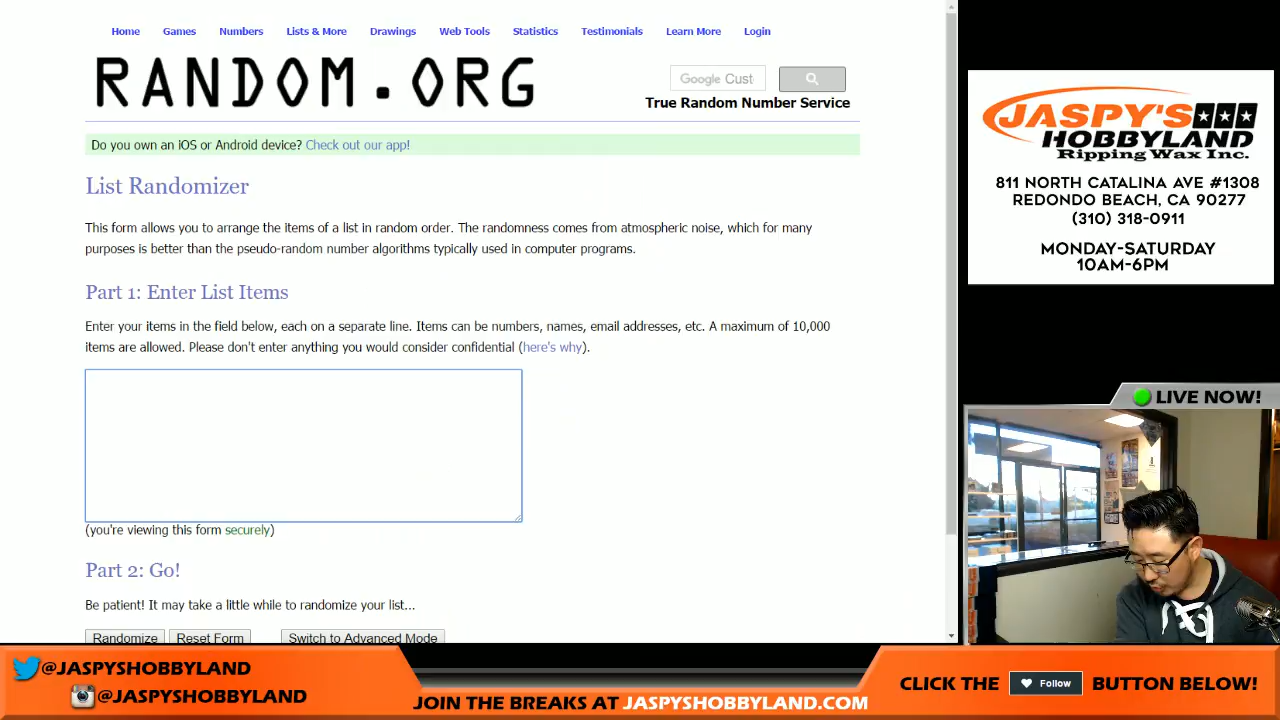 Home Games Numbers Lists & More Drawings Web Tools Statistics Testimonials Learn More Login
RANDOM.ORG
Google Cust
True Random Number Service
Do you own an iOS or Android device? Check out our app!
List Randomizer
This form allows you to arrange the items of a list in random order. The randomness comes from atmospheric noise, which for many
purposes is better than the pseudo-random number algorithms typically used in computer programs.
Part 1: Enter List Items
Enter your items in the field below, each on a separate line. Items can be numbers, names, email addresses, etc. A maximum of 10,000
items are allowed. Please don't enter anything you would consider confidential (here's why).
(you're viewing this form securely)
Part 2: Go!
Be patient! It may take a little while to randomize your list...
Randomize Reset Form Switch to Advanced Mode
JASPY'S
HOBBYLAND
Ripping Wax Inc.
811 NORTH CATALINA AVE #1308
REDONDO BEACH, CA 90277
(310) 318-0911
MONDAY-SATURDAY
10AM-6PM
LIVE NOW!
@JASPYSHOBBYLAND
@JASPYSHOBBYLAND
JOIN THE BREAKS AT JASPYSHOBBYLAND.COM
CLICK THE Follow BUTTON BELOW!